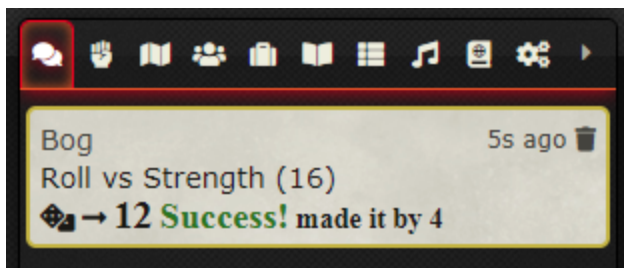 Bog 5s ago
Roll vs Strength (16)
→ 12 Success! made it by 4